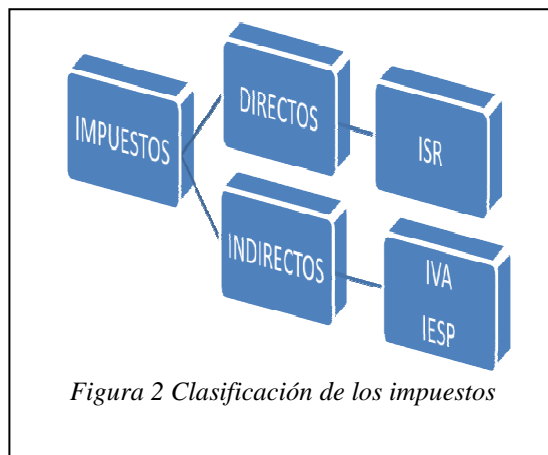 IMPUESTOS
DIRECTOS
ISR
INDIRECTOS
IVA
IESP
Figura 2 Clasificación de los impuestos